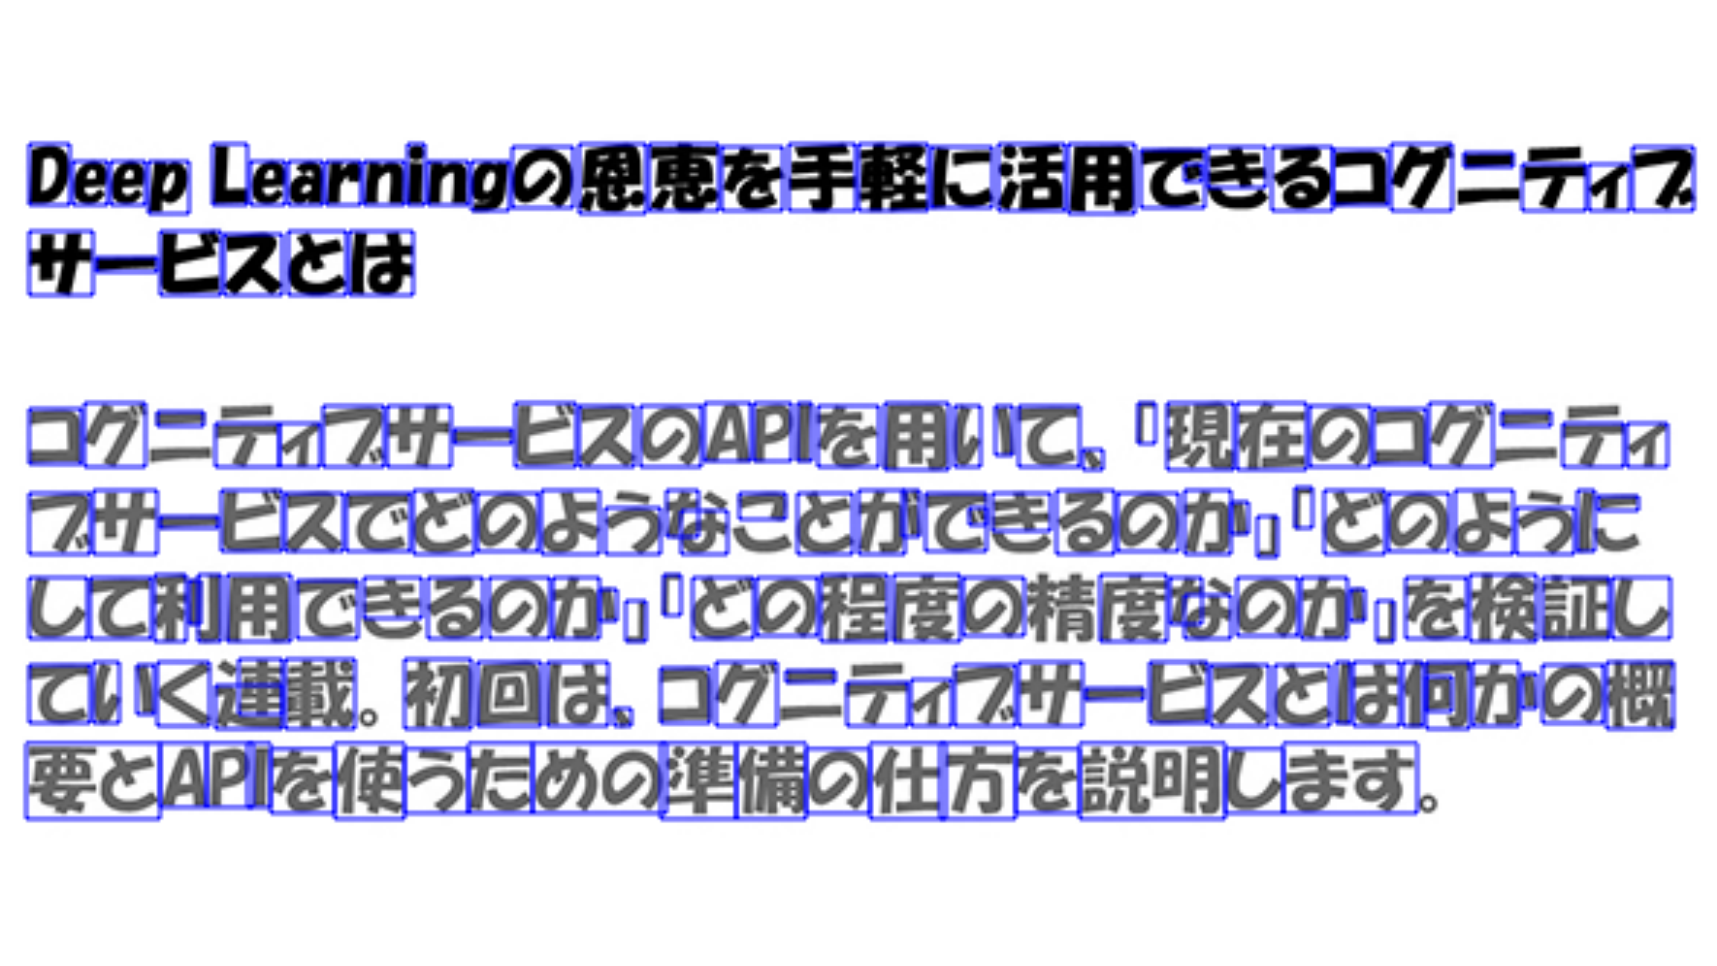 Deep Learningの恩恵を手軽に活用できるコグニティブ
サービスとは
コグニティブサービスのAPIを用いて、「現在のコグニティ
ブサービスでどのようなことができるのか」「どのように
して利用できるのか」「どの程度の精度なのか」を検証し
ていく連載。初回は、コグニティブサービスとは何かの概
要とAPIを使うための準備の仕方を説明します。